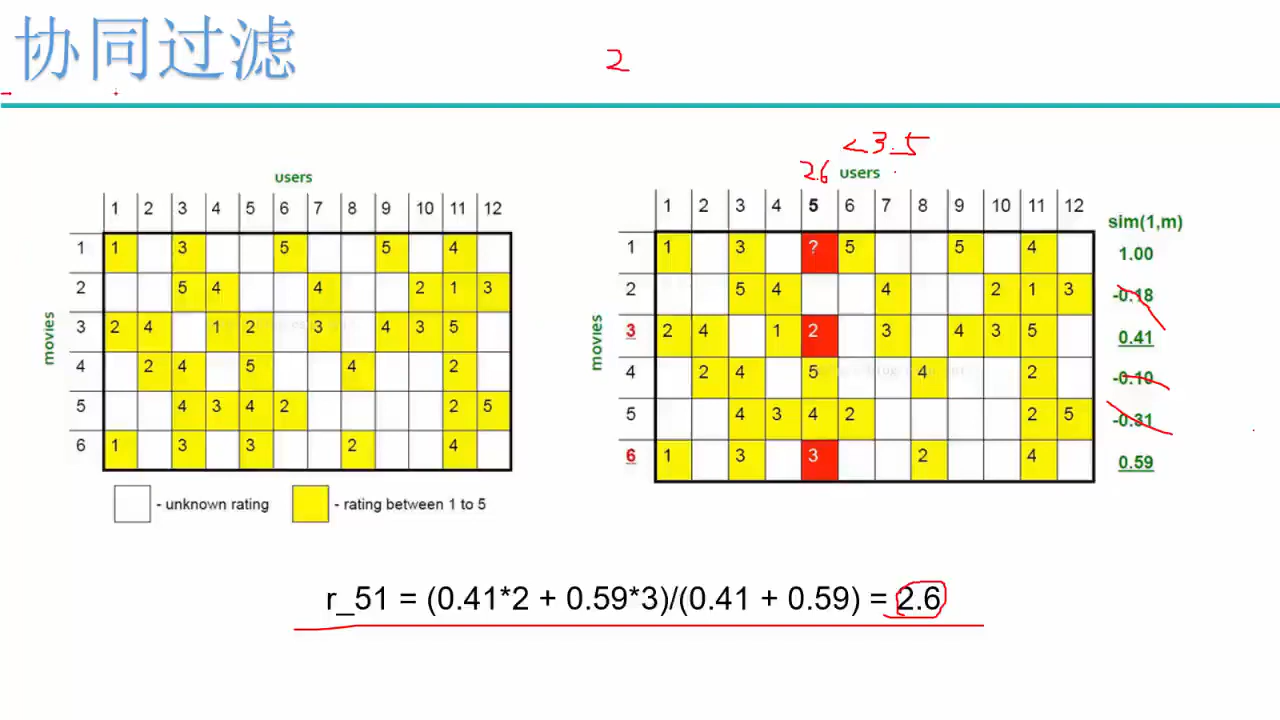 协同过滤
2
<3.5
2.6
users
1 2 3 4 5 6 7 8 9 10 11 12
movies
1 1 3 5 5 4
2 5 4 4 2 1 3
3 2 4 1 2 3 4 3 5
4 2 4 5 4 2
5 4 3 4 2 2 5
6 1 3 3 2 4
- unknown rating - rating between 1 to 5
users
1 2 3 4 5 6 7 8 9 10 11 12 sim(1,m)
movies
1 1 3 ? 5 5 4 1.00
2 5 4 4 2 1 3 -0.18
3 2 4 1 2 3 4 3 5 0.41
4 2 4 5 4 2 -0.10
5 4 3 4 2 2 5 -0.31
6 1 3 3 2 4 0.59
r_51 = (0.41*2 + 0.59*3)/(0.41 + 0.59) = 2.6